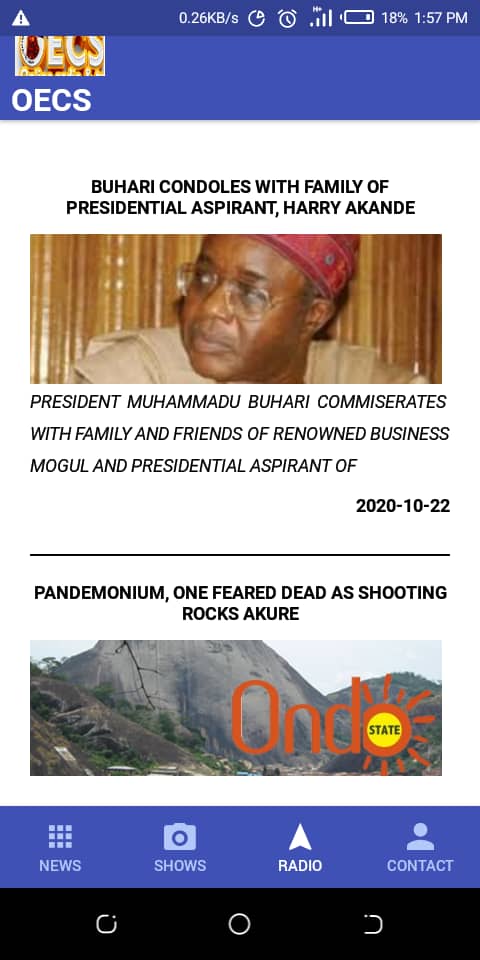 0.26KB/s H+ 18% 1:57 PM
OECS
OECS
BUHARI CONDOLES WITH FAMILY OF
PRESIDENTIAL ASPIRANT, HARRY AKANDE
PRESIDENT MUHAMMADU BUHARI COMMISERATES
WITH FAMILY AND FRIENDS OF RENOWNED BUSINESS
MOGUL AND PRESIDENTIAL ASPIRANT OF
2020-10-22
PANDEMONIUM, ONE FEARED DEAD AS SHOOTING
ROCKS AKURE
Ondo
STATE
NEWS SHOWS RADIO CONTACT